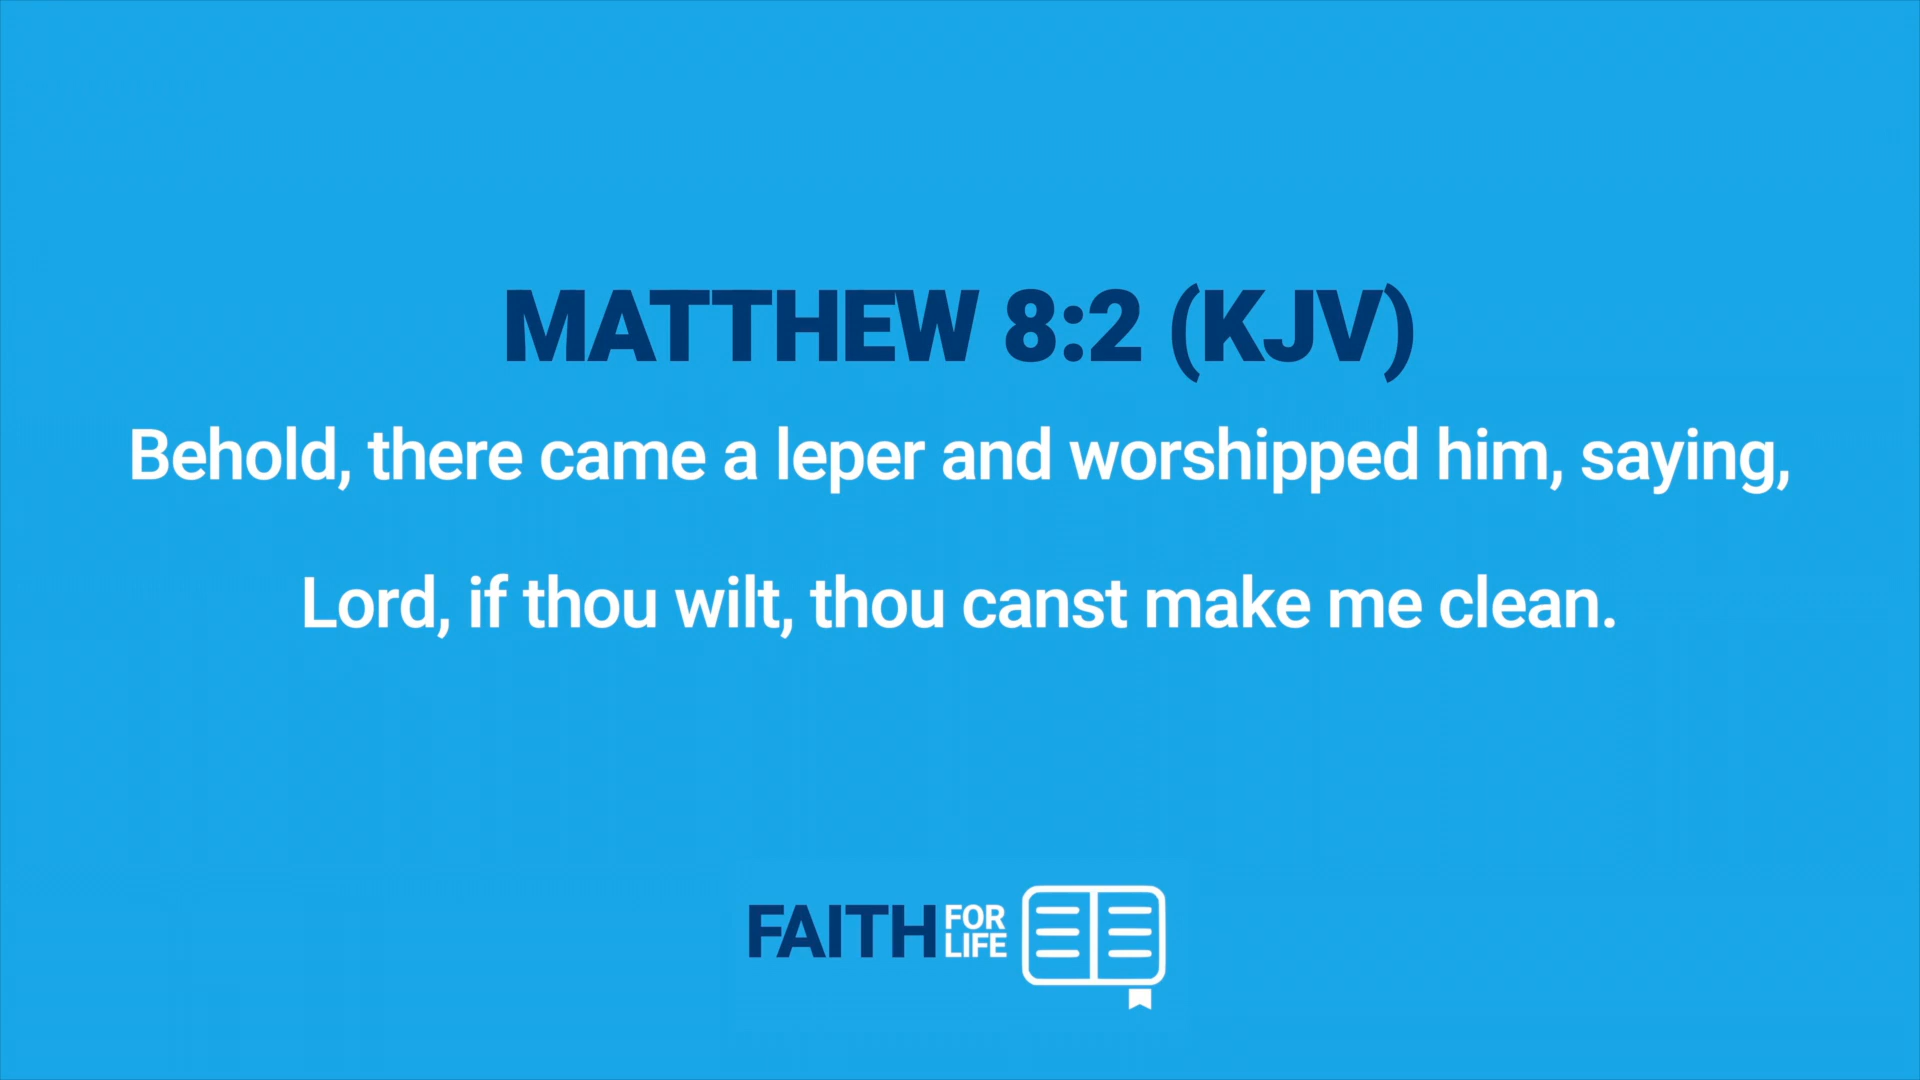 MATTHEW 8:2 (KJV)
Behold, there came a leper and worshipped him, saying,
Lord, if thou wilt, thou canst make me clean.
FAITH FOR LIFE